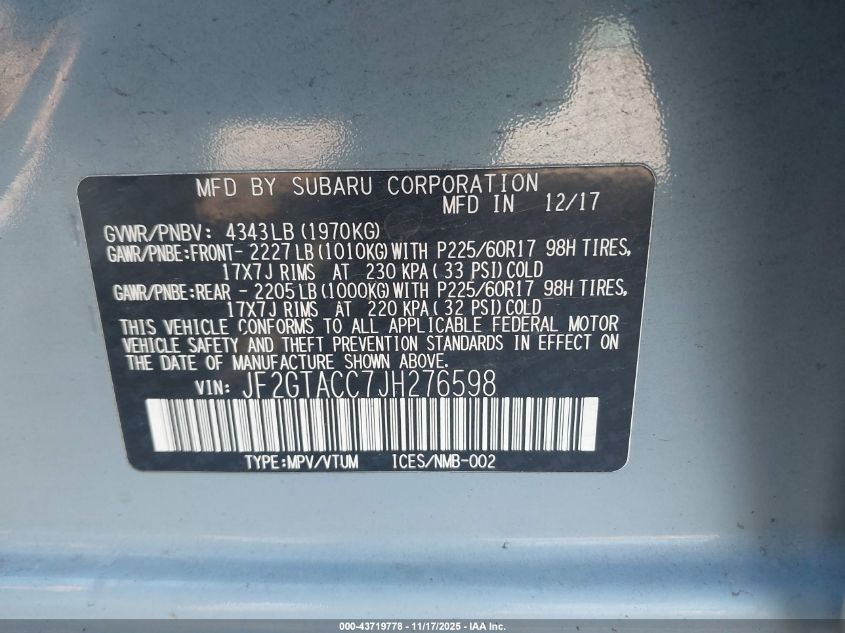 MFD BY SUBARU CORPORATION
MFD IN 12/17
GVWR/PNBV: 4343LB (1970KG)
GAWR/PNBE:FRONT- 2227LB (1010KG) WITH P225/60R17 98H TIRES,
17X7J RIMS AT 230 KPA ( 33 PSI) COLD
GAWR/PNBE:REAR - 2205LB (1000KG) WITH P225/60R17 98H TIRES,
17X7J RIMS AT 220 KPA ( 32 PSI) COLD
THIS VEHICLE CONFORMS TO ALL APPLICABLE FEDERAL MOTOR
VEHICLE SAFETY AND THEFT PREVENTION STANDARDS IN EFFECT ON
THE DATE OF MANUFACTURE SHOWN ABOVE.
VIN: JF2GTACC7JH276598
TYPE:MPV/VTUM ICES/NMB-002
000-43719778 - 11/17/2025 - IAA Inc.